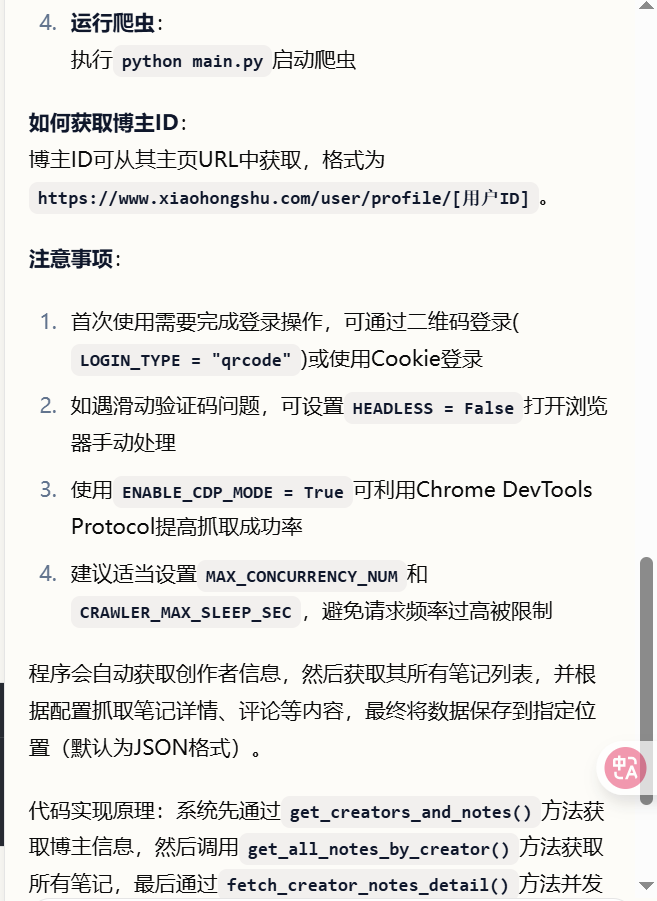 4. 运行爬虫：
执行 python main.py 启动爬虫
如何获取博主ID：
博主ID可从其主页URL中获取，格式为
https://www.xiaohongshu.com/user/profile/[用户ID] 。
注意事项：
1. 首次使用需要完成登录操作，可通过二维码登录(
LOGIN_TYPE = "qrcode" )或使用Cookie登录
2. 如遇滑动验证码问题，可设置 HEADLESS = False 打开浏览
器手动处理
3. 使用 ENABLE_CDP_MODE = True 可利用Chrome DevTools
Protocol提高抓取成功率
4. 建议适当设置 MAX_CONCURRENCY_NUM 和
CRAWLER_MAX_SLEEP_SEC ，避免请求频率过高被限制
程序会自动获取创作者信息，然后获取其所有笔记列表，并根
据配置抓取笔记详情、评论等内容，最终将数据保存到指定位
置（默认为JSON格式）。
中A
代码实现原理：系统先通过 get_creators_and_notes() 方法获
取博主信息，然后调用 get_all_notes_by_creator() 方法获取
所有笔记，最后通过 fetch_creator_notes_detail() 方法并发